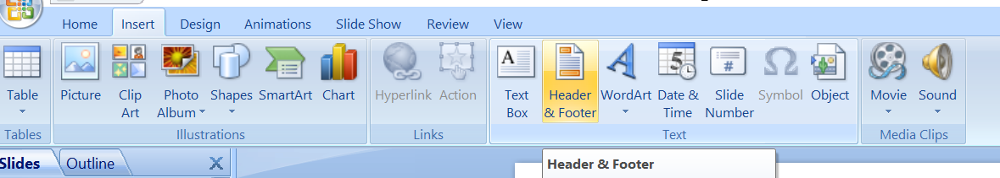 Home Insert Design Animations Slide Show Review View
Table Picture Clip Art Photo Album Shapes SmartArt Chart Hyperlink Action Text Box Header & Footer WordArt Date & Time Slide Number Symbol Object Movie Sound
Tables Illustrations Links Text Media Clips
Slides Outline
Header & Footer